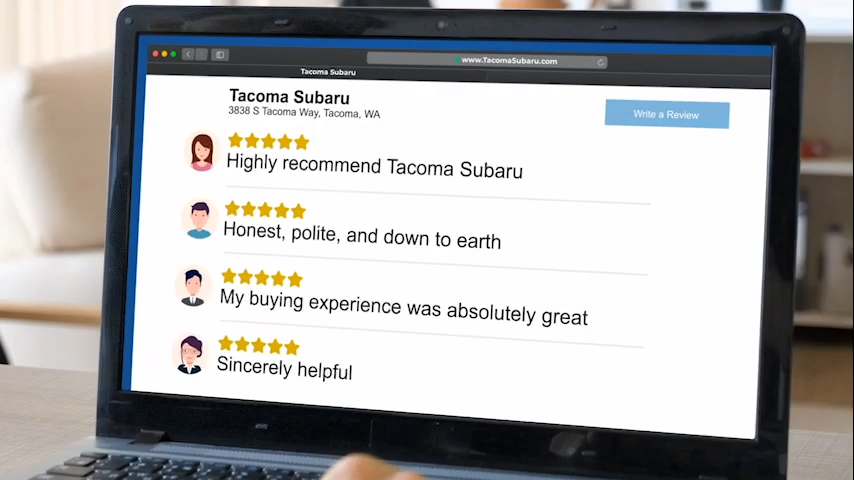 www.TacomaSubaru.com
Tacoma Subaru
Tacoma Subaru
3838 S Tacoma Way, Tacoma, WA
Write a Review
Highly recommend Tacoma Subaru
Honest, polite, and down to earth
My buying experience was absolutely great
Sincerely helpful